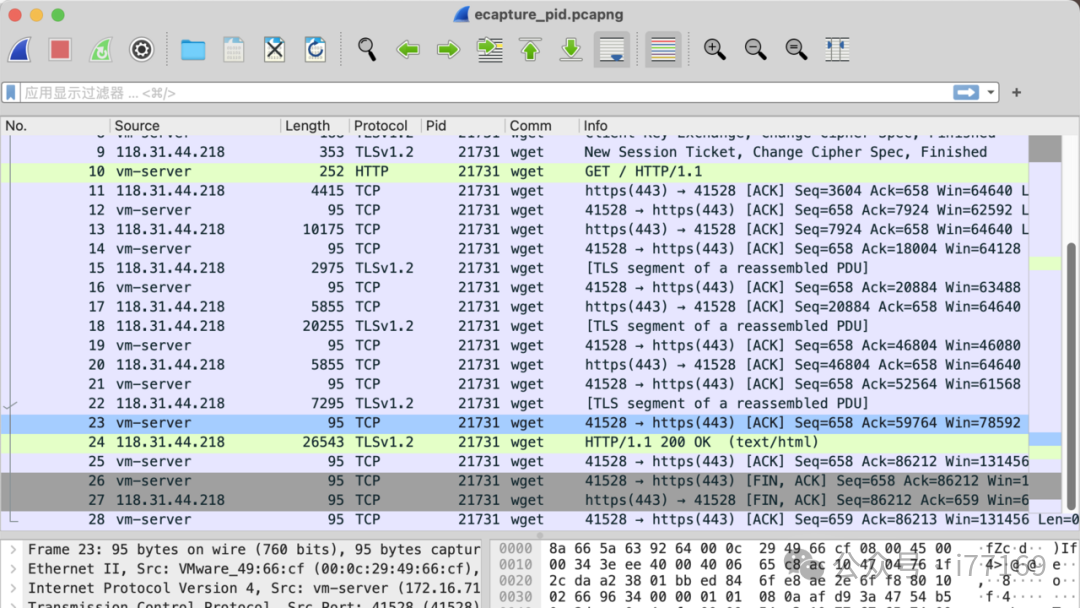 ecapture_pid.pcapng
应用显示过滤器 … <⌘/>
No. Source Length Protocol Pid Comm Info
9 118.31.44.218 353 TLSv1.2 21731 wget New Session Ticket, Change Cipher Spec, Finished
10 vm-server 252 HTTP 21731 wget GET / HTTP/1.1
11 118.31.44.218 4415 TCP 21731 wget https(443) → 41528 [ACK] Seq=3604 Ack=658 Win=64640 L
12 vm-server 95 TCP 21731 wget 41528 → https(443) [ACK] Seq=658 Ack=7924 Win=62592 L
13 118.31.44.218 10175 TCP 21731 wget https(443) → 41528 [ACK] Seq=7924 Ack=658 Win=64640 L
14 vm-server 95 TCP 21731 wget 41528 → https(443) [ACK] Seq=658 Ack=18004 Win=64128
15 118.31.44.218 2975 TLSv1.2 21731 wget [TLS segment of a reassembled PDU]
16 vm-server 95 TCP 21731 wget 41528 → https(443) [ACK] Seq=658 Ack=20884 Win=63488
17 118.31.44.218 5855 TCP 21731 wget https(443) → 41528 [ACK] Seq=20884 Ack=658 Win=64640
18 118.31.44.218 20255 TLSv1.2 21731 wget [TLS segment of a reassembled PDU]
19 vm-server 95 TCP 21731 wget 41528 → https(443) [ACK] Seq=658 Ack=46804 Win=46080
20 118.31.44.218 5855 TCP 21731 wget https(443) → 41528 [ACK] Seq=46804 Ack=658 Win=64640
21 vm-server 95 TCP 21731 wget 41528 → https(443) [ACK] Seq=658 Ack=52564 Win=61568
22 118.31.44.218 7295 TLSv1.2 21731 wget [TLS segment of a reassembled PDU]
23 vm-server 95 TCP 21731 wget 41528 → https(443) [ACK] Seq=658 Ack=59764 Win=78592
24 118.31.44.218 26543 TLSv1.2 21731 wget HTTP/1.1 200 OK (text/html)
25 vm-server 95 TCP 21731 wget 41528 → https(443) [ACK] Seq=658 Ack=86212 Win=131456
26 vm-server 95 TCP 21731 wget 41528 → https(443) [FIN, ACK] Seq=658 Ack=86212 Win=1
27 118.31.44.218 95 TCP 21731 wget https(443) → 41528 [FIN, ACK] Seq=86212 Ack=659 Win=6
28 vm-server 95 TCP 21731 wget 41528 → https(443) [ACK] Seq=659 Ack=86213 Win=131456 Len=0
Frame 23: 95 bytes on wire (760 bits), 95 bytes captur
Ethernet II, Src: VMware_49:66:cf (00:0c:29:49:66:cf),
Internet Protocol Version 4, Src: vm-server (172.16.71
Transmission Control Protocol, Src Port: 41528 (41528)
0000 8a 66 5a 63 92 64 00 0c 29 49 66 cf 08 00 45 00 ·fZc·d·· )If
0010 00 34 3e ee 40 00 40 06 65 c8 ac 10 47 04 76 1f ·4>·@·@· e
0020 2c da a2 38 01 bb ed 84 6f e8 ae 2e 6f f8 80 10 ,··8···· o
公众号 · i77169